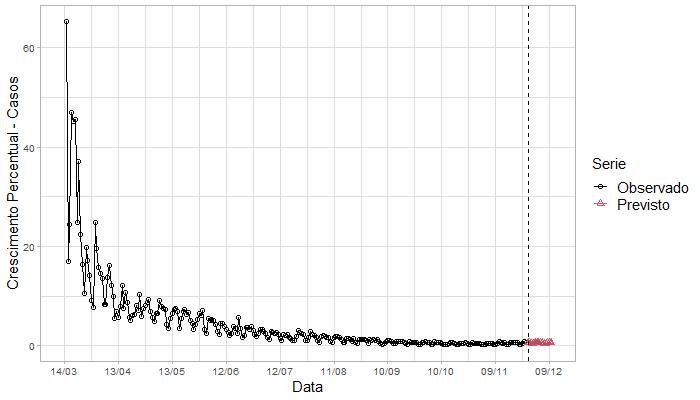 Crescimento Percentual - Casos
60
40
20
0
14/03 13/04 13/05 12/06 12/07 11/08 10/09 10/10 09/11 09/12
Data
Serie
Observado
Previsto